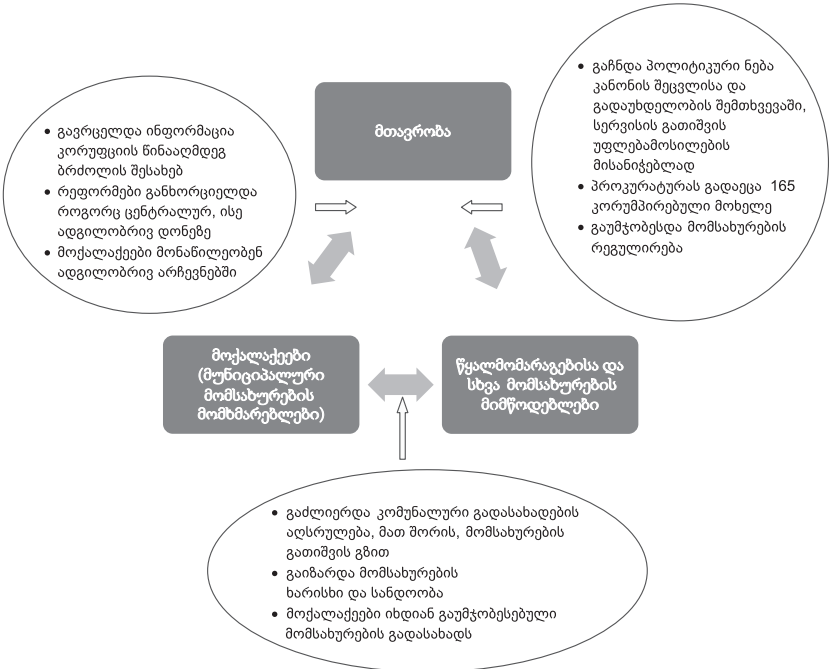 მთავრობა
• გავრცელდა ინფორმაცია
კორუფციის წინააღმდეგ
ბრძოლის შესახებ
• რეფორმები განხორციელდა
როგორც ცენტრალურ, ისე
ადგილობრივ დონეზე
• მოქალაქეები მონაწილეობენ
ადგილობრივ არჩევნებში
• გაჩნდა პოლიტიკური ნება
კანონის შეცვლისა და
გადაუხდელობის შემთხვევაში,
სერვისის გათიშვის
უფლებამოსილების
მისანიჭებლად
• პროკურატურას გადაეცა 165
კორუმპირებული მოხელე
• გაუმჯობესდა მომსახურების
რეგულირება
მოქალაქეები
(მუნიციპალური
მომსახურების
მომხმარებლები)
წყალმომარაგებისა და
სხვა მომსახურების
მიმწოდებლები
• გაძლიერდა კომუნალური გადასახადების
აღსრულება, მათ შორის, მომსახურების
გათიშვის გზით
• გაიზარდა მომსახურების
ხარისხი და სანდოობა
• მოქალაქეები იხდიან გაუმჯობესებული
მომსახურების გადასახადს